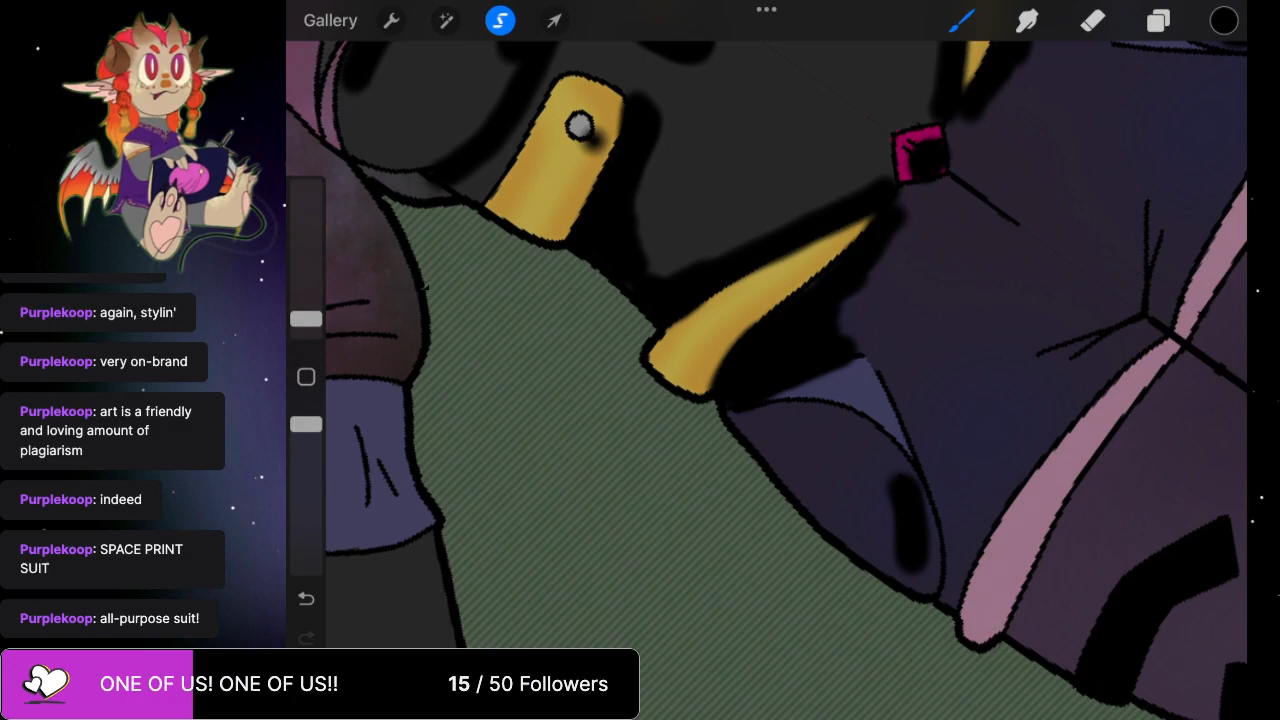 Gallery
Purplekoop: again, stylin'
Purplekoop: very on-brand
Purplekoop: art is a friendly
and loving amount of
plagiarism
Purplekoop: indeed
Purplekoop: SPACE PRINT
SUIT
Purplekoop: all-purpose suit!
ONE OF US! ONE OF US!! 15 / 50 Followers